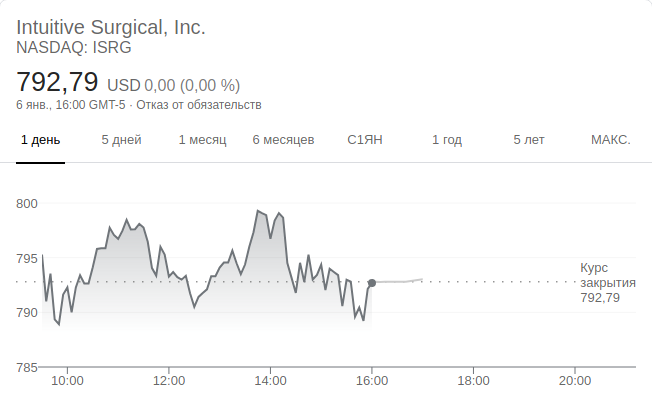 Intuitive Surgical, Inc.
NASDAQ: ISRG
792,79 USD 0,00 (0,00 %)
6 янв., 16:00 GMT-5 · Отказ от обязательств
1 день 5 дней 1 месяц 6 месяцев С1ЯН 1 год 5 лет МАКС.
800
795
Курс
закрытия
792,79
790
785
10:00 12:00 14:00 16:00 18:00 20:00